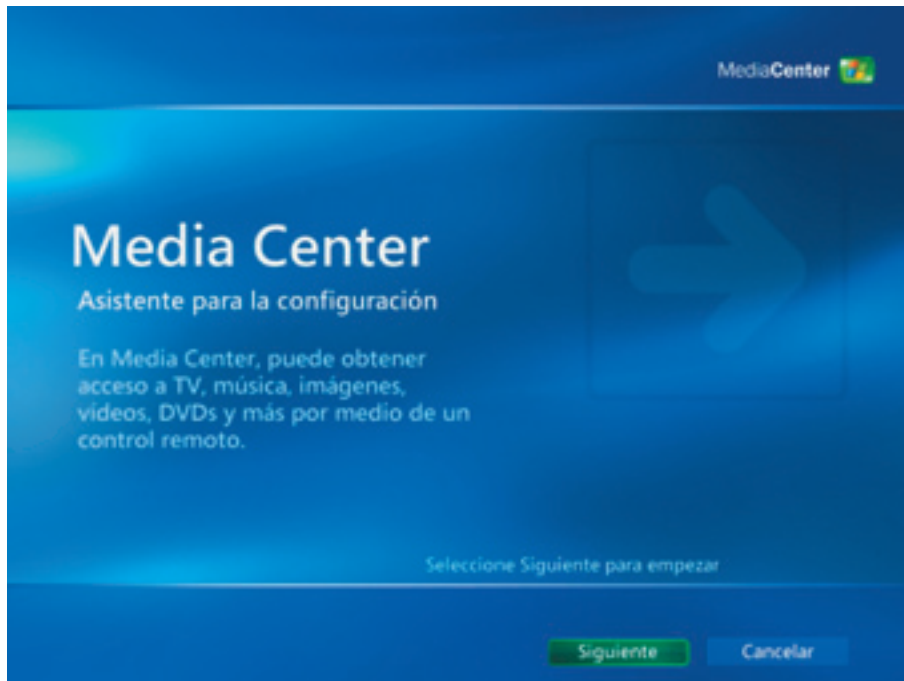 MediaCenter
Media Center
Asistente para la configuración
En Media Center, puede obtener
acceso a TV, música, imágenes,
vídeos, DVDs y más por medio de un
control remoto.
Seleccione Siguiente para empezar
Siguiente
Cancelar